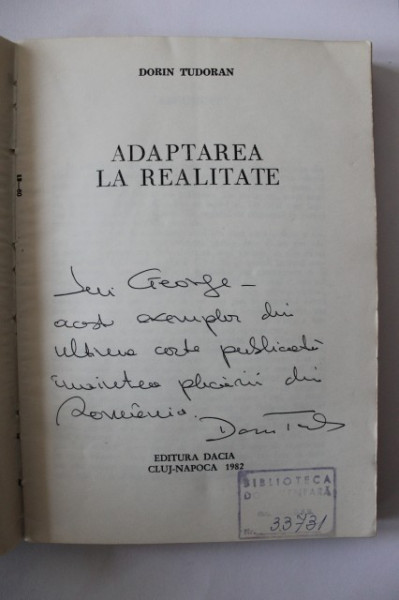 DORIN TUDORAN
ADAPTAREA
LA REALITATE
George –
acest exemplar din
ultima carte publicată
înaintea plecării din
România.
EDITURA DACIA
CLUJ-NAPOCA 1982
BIBLIOTECA
33731